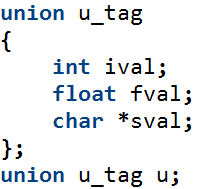 union u_tag
{
    int ival;
    float fval;
    char *sval;
};
union u_tag u;